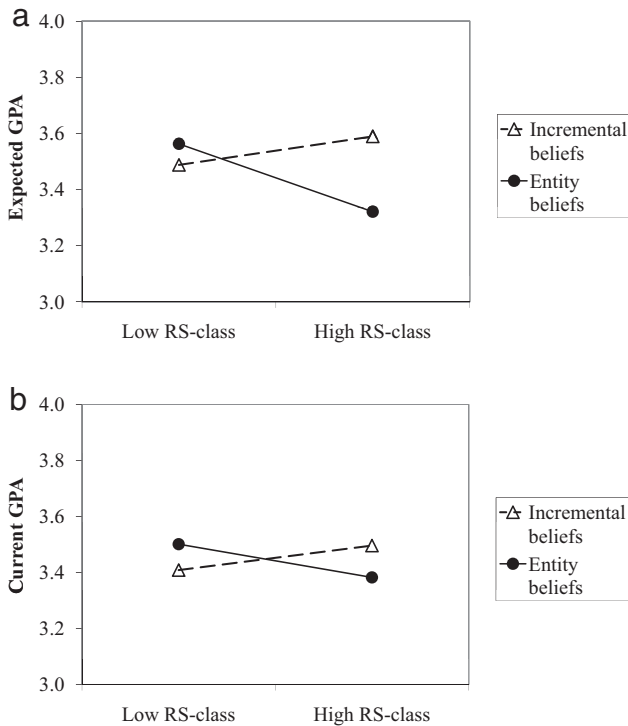 a
4.0
3.8
3.6
3.4
3.2
3.0
Expected GPA
Low RS-class
High RS-class
Incremental
beliefs
Entity
beliefs
b
4.0
3.8
3.6
3.4
3.2
3.0
Current GPA
Low RS-class
High RS-class
Incremental
beliefs
Entity
beliefs